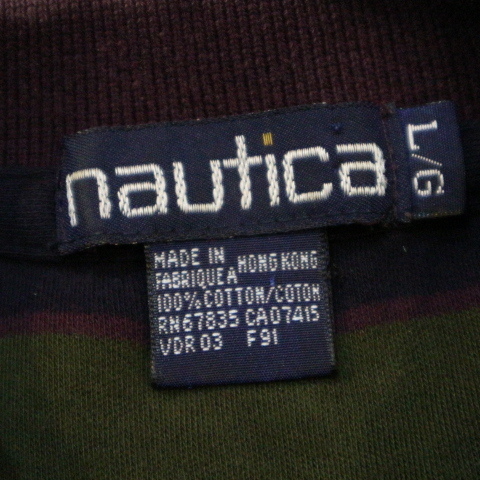 nautica
L/G
MADE IN HONG KONG
FABRIQUE A
100% COTTON/COTON
RN67835 CA07415
VDR 03 F91